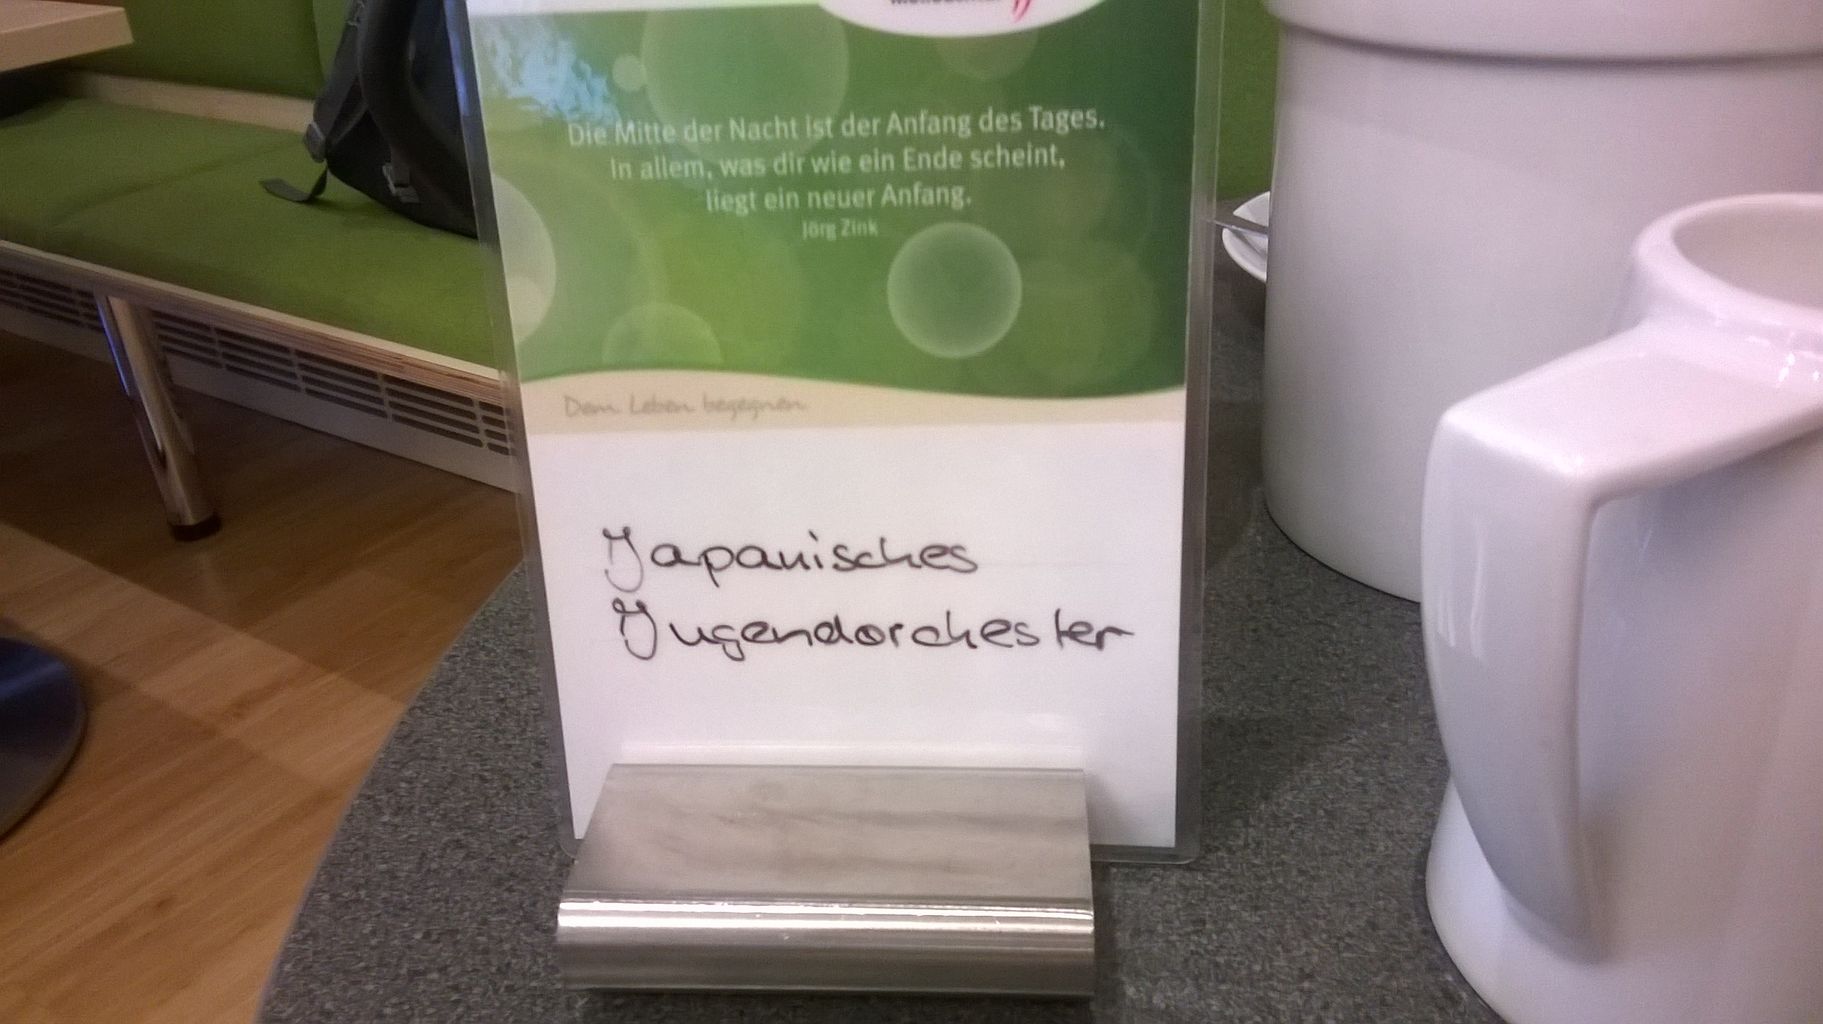 Die Mitte der Nacht ist der Anfang des Tages.
In allem, was dir wie ein Ende scheint,
liegt ein neuer Anfang.
Jörg Zink
Dem Leben begegnen
Japanisches
Jugendorchester